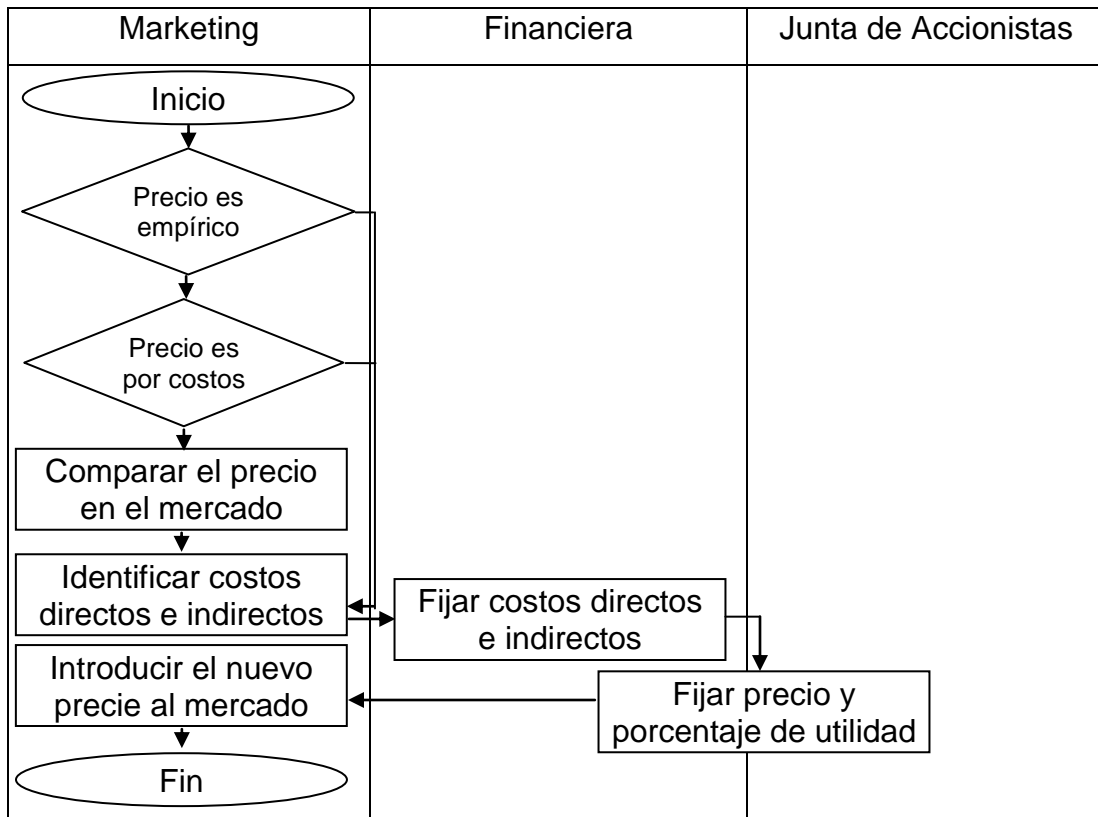 Marketing
Financiera
Junta de Accionistas
Inicio
Precio es
empírico
Precio es
por costos
Comparar el precio
en el mercado
Identificar costos
directos e indirectos
Fijar costos directos
e indirectos
Introducir el nuevo
precie al mercado
Fijar precio y
porcentaje de utilidad
Fin